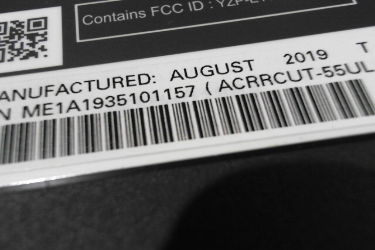 Contains FCC ID :
ANUFACTURED: AUGUST 2019 T
N ME1A1935101157 ( ACRRCUT-55UL